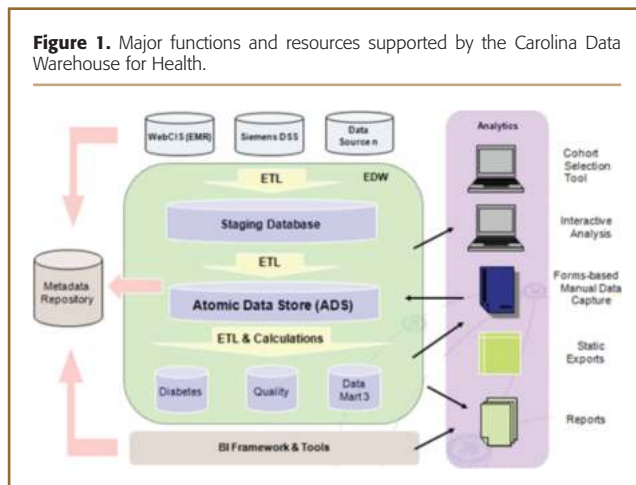 Figure 1. Major functions and resources supported by the Carolina Data
Warehouse for Health.
WebCIS (EMR)
Siemens DSS
Data
Source n
ETL
EDW
Staging Database
ETL
Metadata
Repository
Atomic Data Store (ADS)
ETL & Calculations
Diabetes
Quality
Data
Mart 3
BI Framework & Tools
Analytics
Cohort
Selection
Tool
Interactive
Analysis
Forms-based
Manual Data
Capture
Static
Exports
Reports